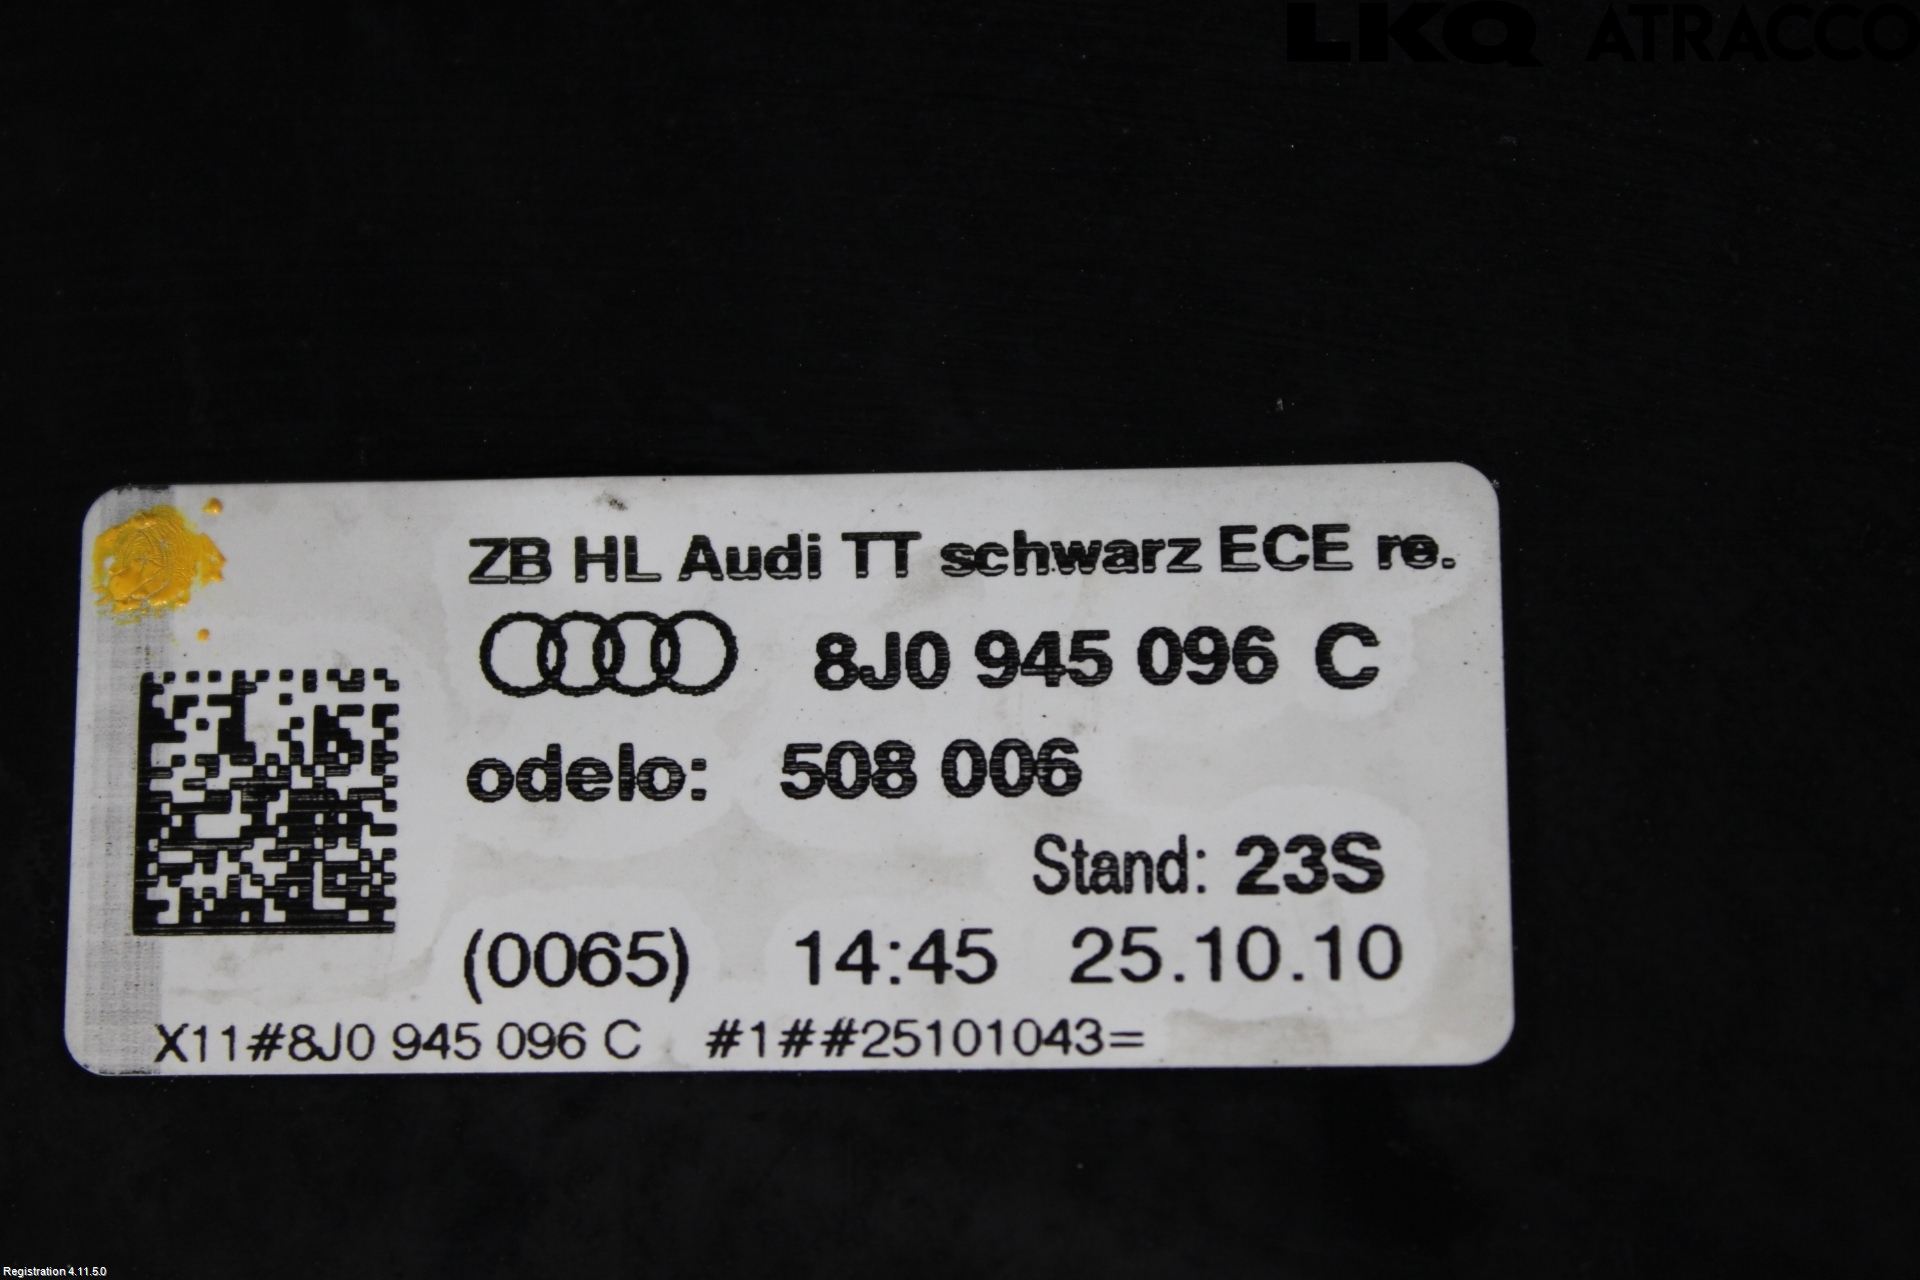 LKQ ATRACCO
ZB HL Audi TT schwarz ECE re.
8J0 945 096 C
odelo: 508 006
Stand: 23S
(0065) 14:45 25.10.10
X11#8J0 945 096 C #1##25101043=
Registration 4.11.5.0